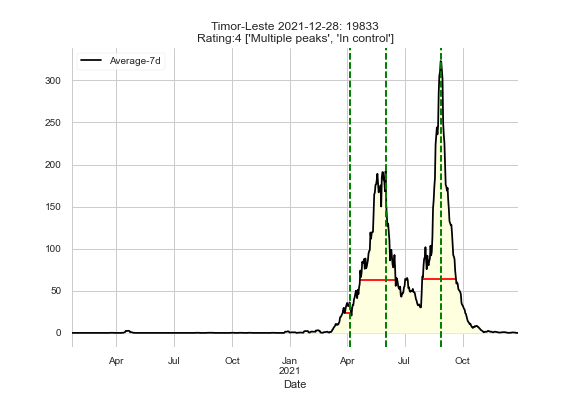 Timor-Leste 2021-12-28: 19833
Rating:4 ['Multiple peaks', 'In control']
Average-7d
300
250
200
150
100
50
0
Apr Jul Oct Jan Apr Jul Oct
2021
Date